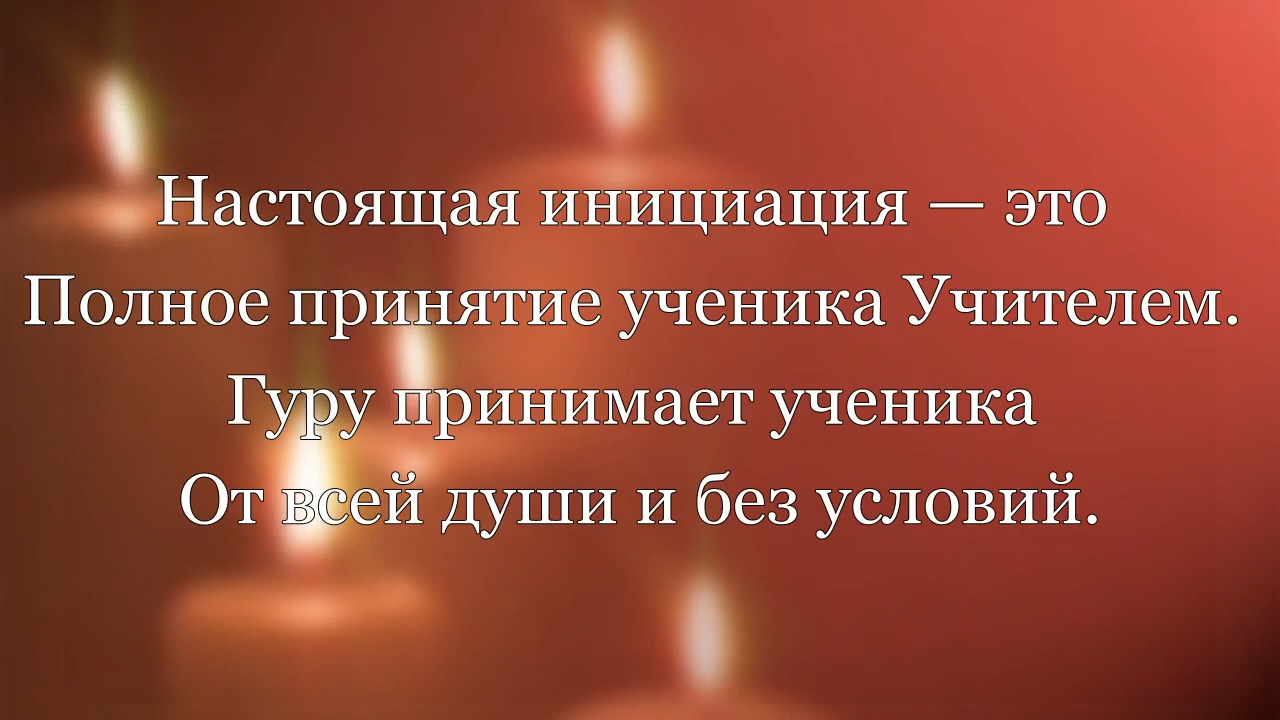 Настоящая инициация — это
Полное принятие ученика Учителем.
Гуру принимает ученика
От всей души и без условий.